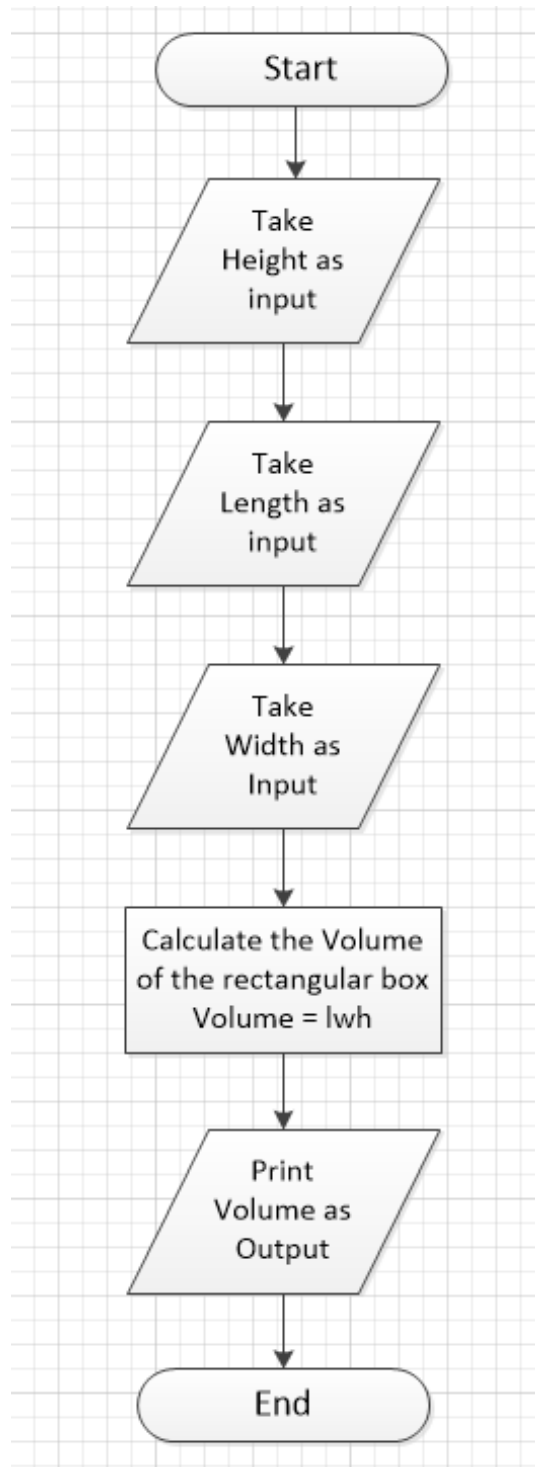 Start
Take
Height as
input
Take
Length as
input
Take
Width as
Input
Calculate the Volume
of the rectangular box
Volume = lwh
Print
Volume as
Output
End